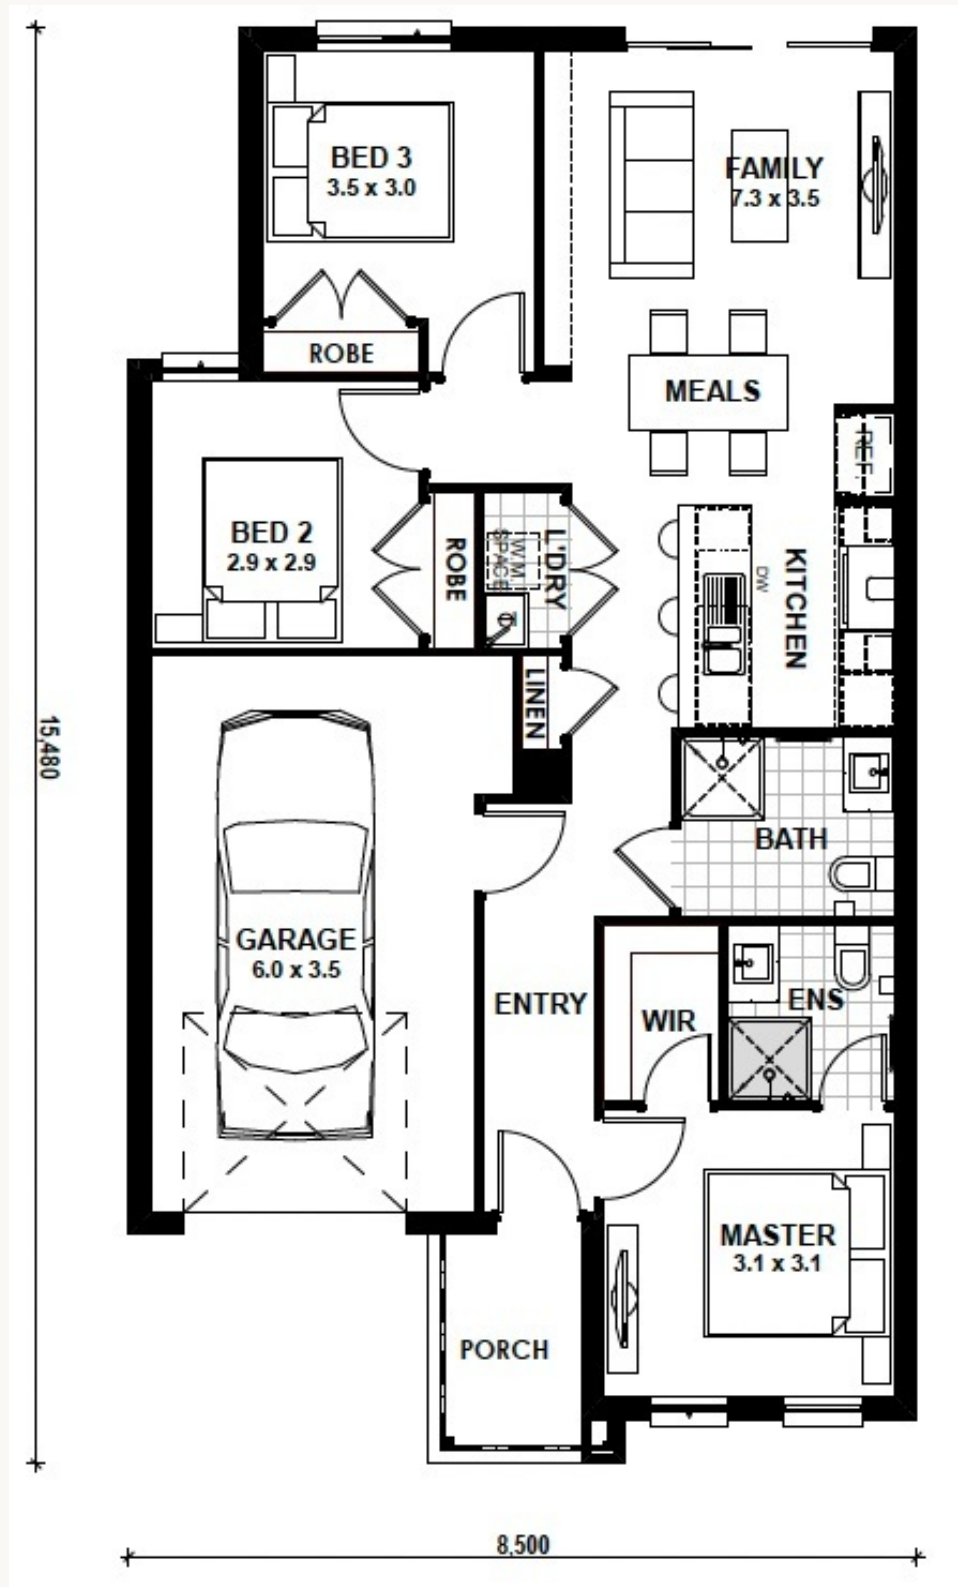 BED 3
3.5 x 3.0
FAMILY
7.3 x 3.5
ROBE
MEALS
REF.
BED 2
2.9 x 2.9
ROBE
W.M.
SPACE
L'DRY
T
DW
KITCHEN
LINEN
15,480
BATH
GARAGE
6.0 x 3.5
ENTRY
WIR
ENS
MASTER
3.1 x 3.1
PORCH
8,500